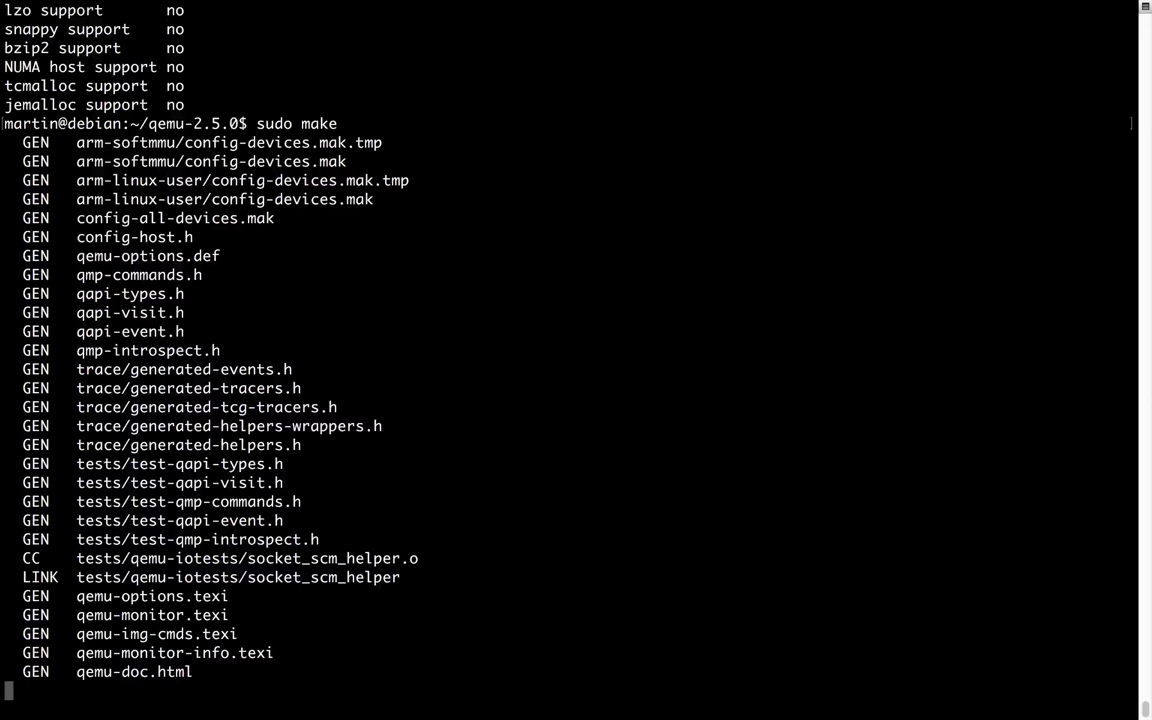 lzo support       no
snappy support    no
bzip2 support     no
NUMA host support no
tcmalloc support  no
jemalloc support  no
martin@debian:~/qemu-2.5.0$ sudo make
  GEN   arm-softmmu/config-devices.mak.tmp
  GEN   arm-softmmu/config-devices.mak
  GEN   arm-linux-user/config-devices.mak.tmp
  GEN   arm-linux-user/config-devices.mak
  GEN   config-all-devices.mak
  GEN   config-host.h
  GEN   qemu-options.def
  GEN   qmp-commands.h
  GEN   qapi-types.h
  GEN   qapi-visit.h
  GEN   qapi-event.h
  GEN   qmp-introspect.h
  GEN   trace/generated-events.h
  GEN   trace/generated-tracers.h
  GEN   trace/generated-tcg-tracers.h
  GEN   trace/generated-helpers-wrappers.h
  GEN   trace/generated-helpers.h
  GEN   tests/test-qapi-types.h
  GEN   tests/test-qapi-visit.h
  GEN   tests/test-qmp-commands.h
  GEN   tests/test-qapi-event.h
  GEN   tests/test-qmp-introspect.h
  CC    tests/qemu-iotests/socket_scm_helper.o
  LINK  tests/qemu-iotests/socket_scm_helper
  GEN   qemu-options.texi
  GEN   qemu-monitor.texi
  GEN   qemu-img-cmds.texi
  GEN   qemu-monitor-info.texi
  GEN   qemu-doc.html